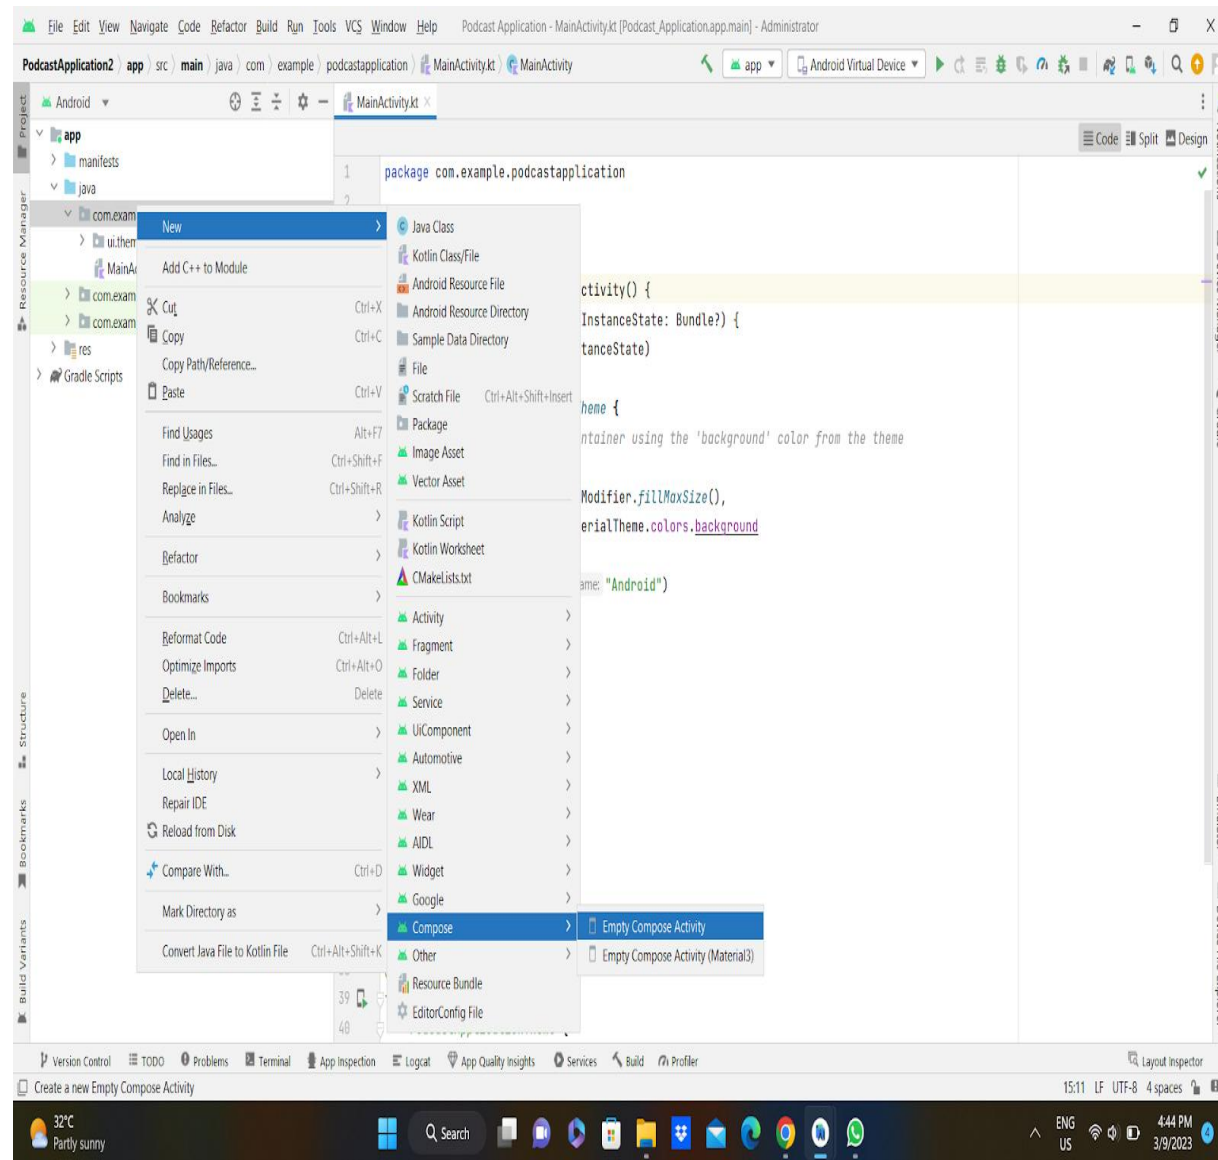 File Edit View Navigate Code Refactor Build Run Tools VCS Window Help Podcast Application - MainActivity.kt [Podcast_Application.app.main] - Administrator
PodcastApplication2 app src main java com example podcastapplication MainActivity.kt MainActivity app Android Virtual Device
Project
Resource Manager
Structure
Bookmarks
Build Variants
Android
app
manifests
java
com.exam
ui.them
MainAc
com.exam
com.exam
res
Gradle Scripts
MainActivity.kt
Code Split Design
1 package com.example.podcastapplication
2
ctivity() {
InstanceState: Bundle?) {
tanceState)
heme {
ntainer using the 'background' color from the theme
Modifier.fillMaxSize(),
erialTheme.colors.background
ame: "Android")
39
40
New
Add C++ to Module
Cut Ctrl+X
Copy Ctrl+C
Copy Path/Reference...
Paste Ctrl+V
Find Usages Alt+F7
Find in Files... Ctrl+Shift+F
Replace in Files... Ctrl+Shift+R
Analyze
Refactor
Bookmarks
Reformat Code Ctrl+Alt+L
Optimize Imports Ctrl+Alt+O
Delete... Delete
Open In
Local History
Repair IDE
Reload from Disk
Compare With... Ctrl+D
Mark Directory as
Convert Java File to Kotlin File Ctrl+Alt+Shift+K
Java Class
Kotlin Class/File
Android Resource File
Android Resource Directory
Sample Data Directory
File
Scratch File Ctrl+Alt+Shift+Insert
Package
Image Asset
Vector Asset
Kotlin Script
Kotlin Worksheet
CMakeLists.txt
Activity
Fragment
Folder
Service
UiComponent
Automotive
XML
Wear
AIDL
Widget
Google
Compose
Other
Resource Bundle
EditorConfig File
Empty Compose Activity
Empty Compose Activity (Material3)
Version Control TODO Problems Terminal App Inspection Logcat App Quality Insights Services Build Profiler Layout Inspector
Create a new Empty Compose Activity 15:11 LF UTF-8 4 spaces
32°C
Partly sunny
Search
ENG
US
4:44 PM
3/9/2023
4